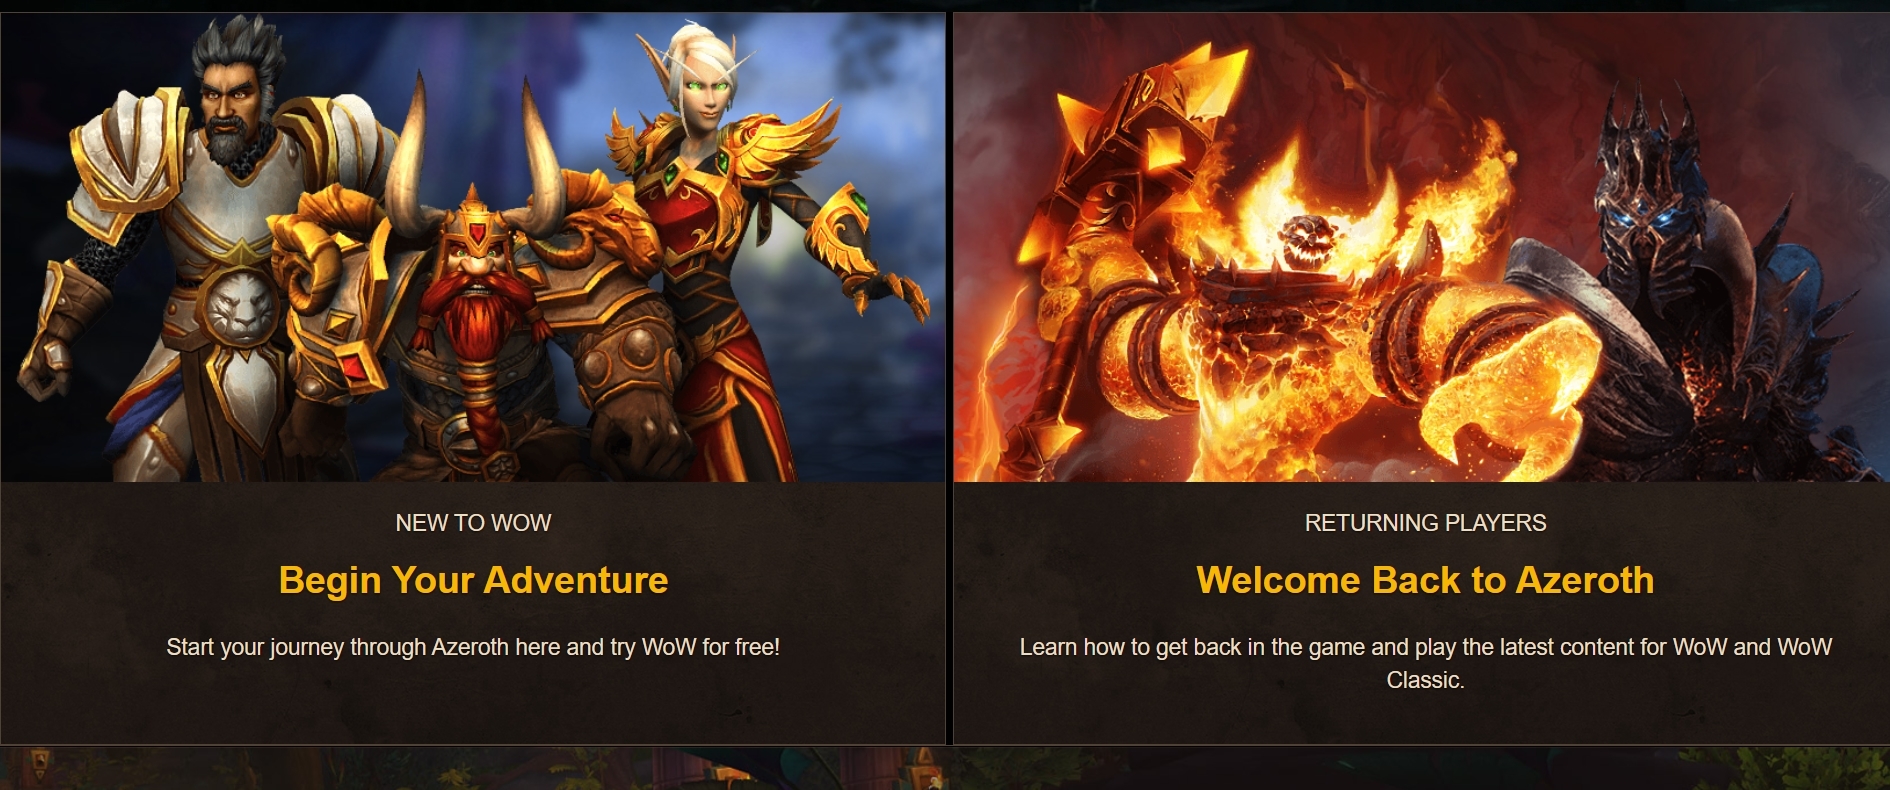 NEW TO WOW
Begin Your Adventure
Start your journey through Azeroth here and try WoW for free!
RETURNING PLAYERS
Welcome Back to Azeroth
Learn how to get back in the game and play the latest content for WoW and WoW
Classic.